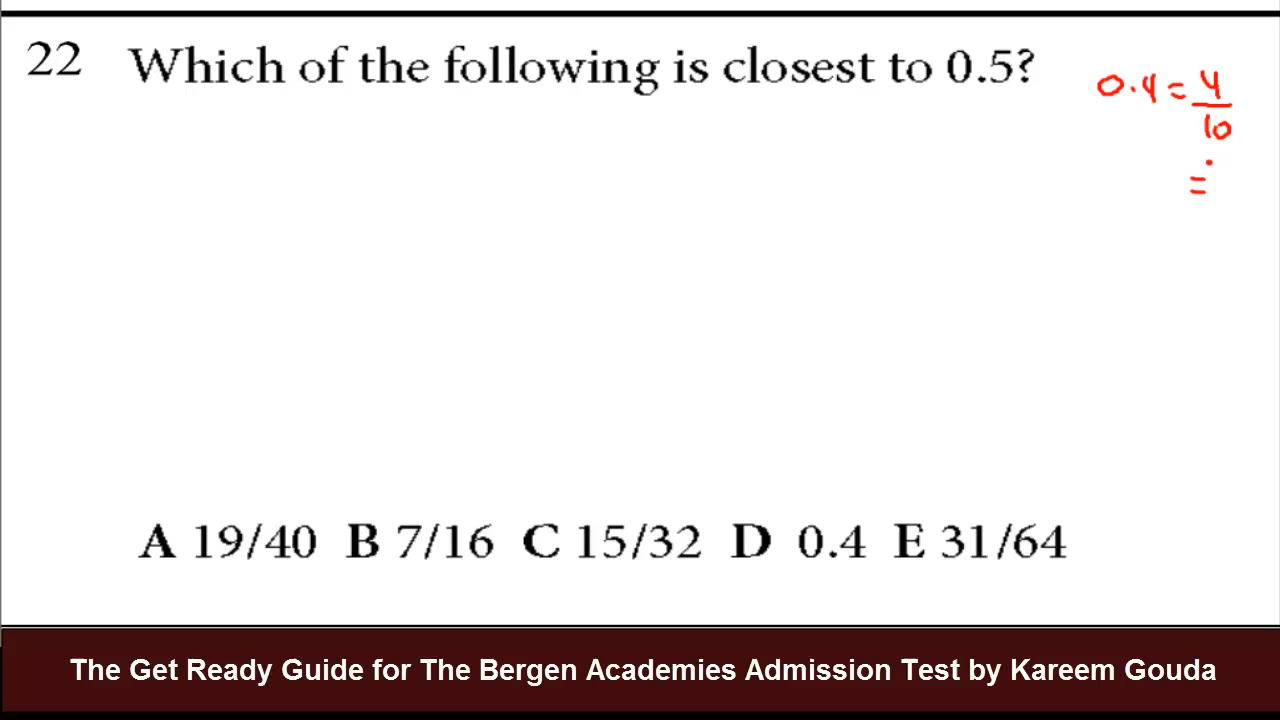 22 Which of the following is closest to 0.5?
0.4 = 4/10
=
A 19/40 B 7/16 C 15/32 D 0.4 E 31/64
The Get Ready Guide for The Bergen Academies Admission Test by Kareem Gouda